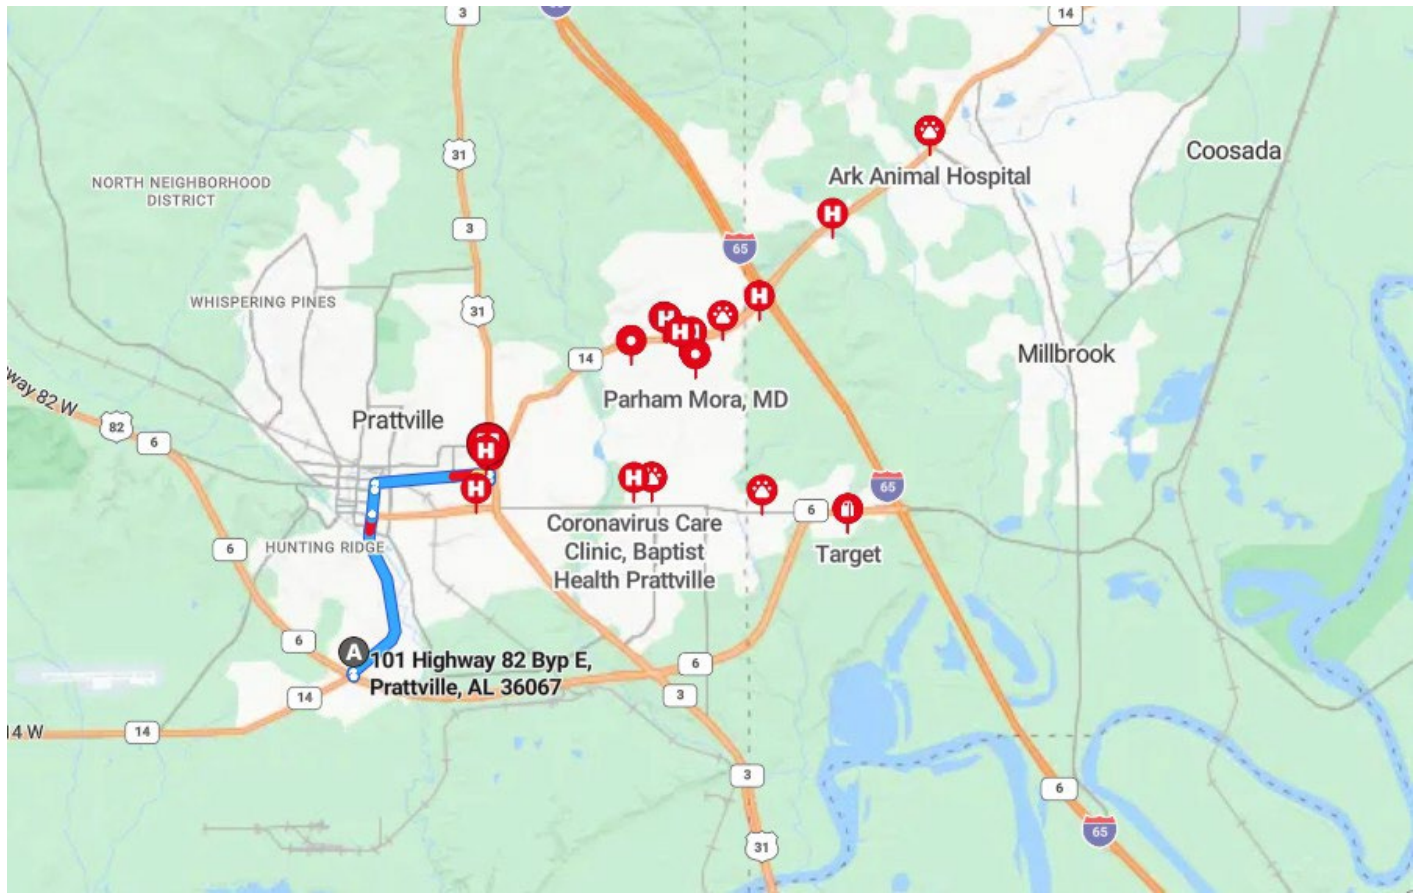 3
14
31
Coosada
Ark Animal Hospital
NORTH NEIGHBORHOOD
DISTRICT
H
3
65
WHISPERING PINES
31
H
H
H
14
Millbrook
Parham Mora, MD
way 82 W
82
6
Prattville
H
H
H
65
6
Coronavirus Care
Clinic, Baptist
Health Prattville
Target
6
HUNTING RIDGE
6
A
101 Highway 82 Byp E,
Prattville, AL 36067
6
14
3
14 W
14
3
6
65
31